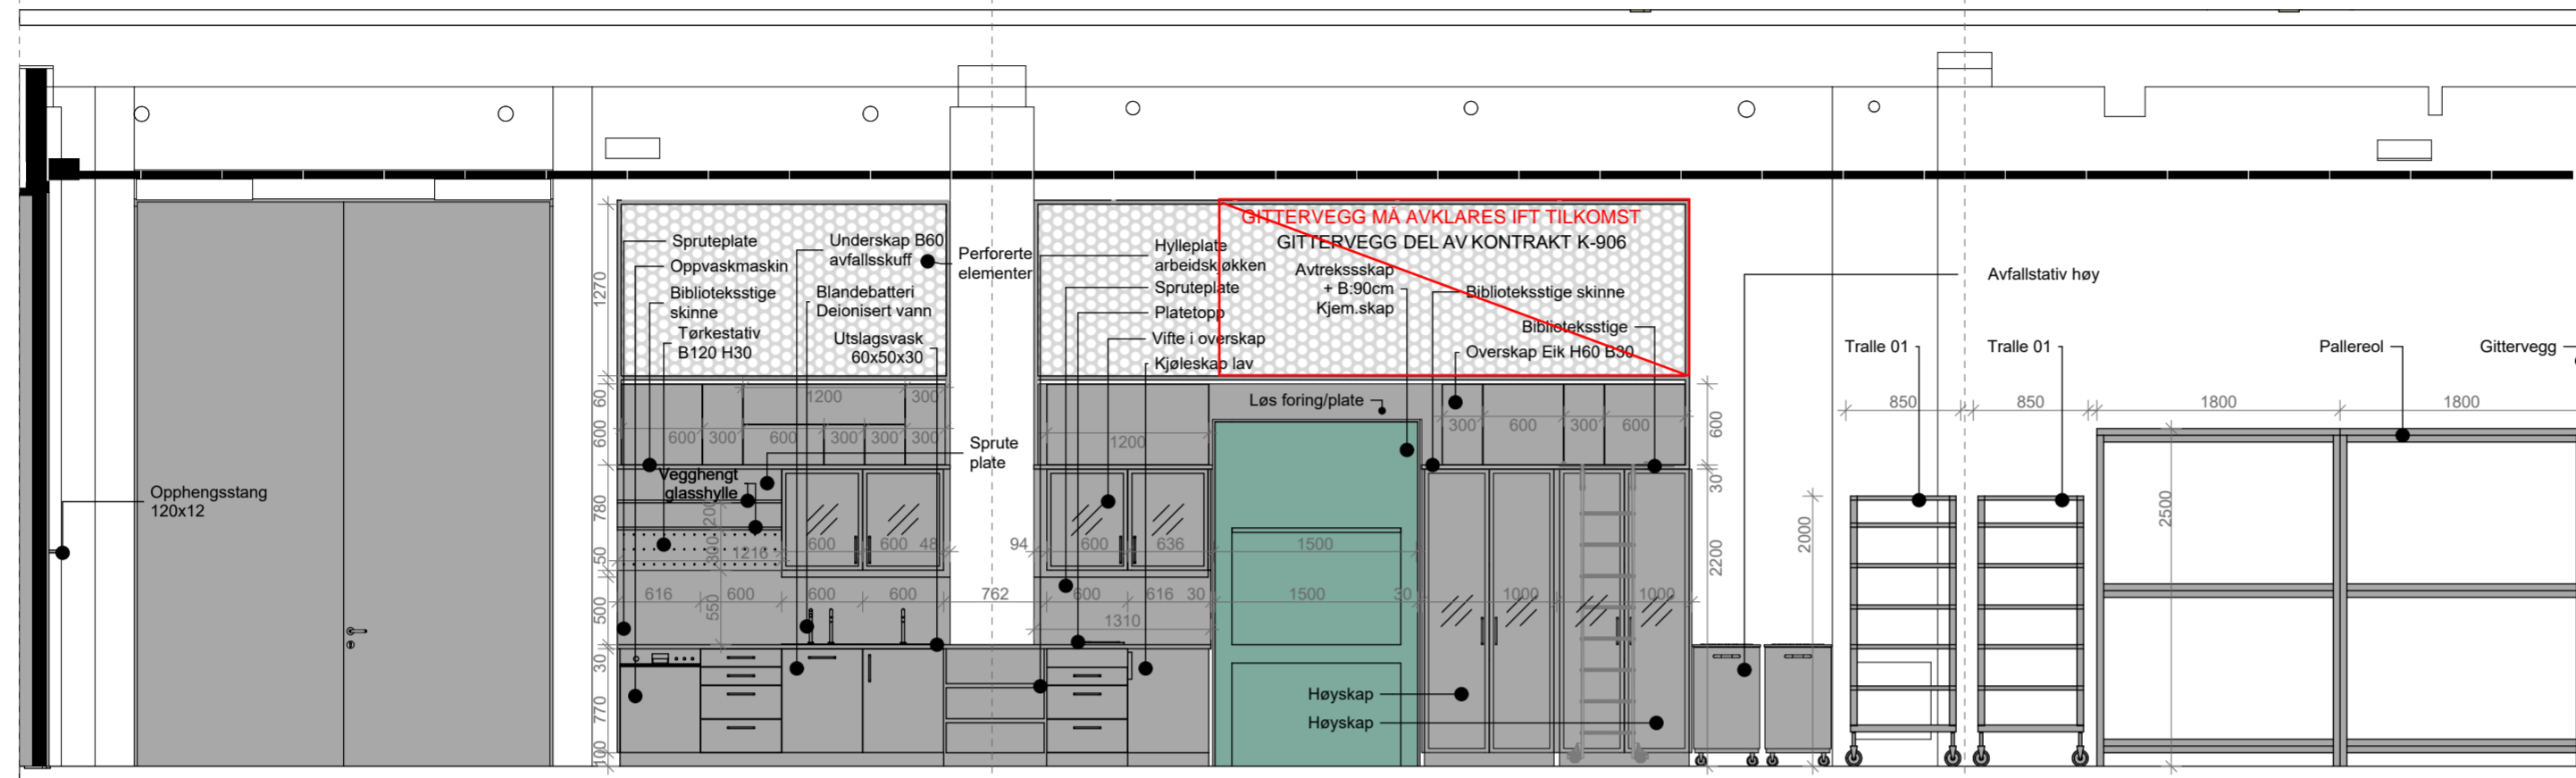 GITTERVEGG MÅ AVKLARES IFT TILKOMST
GITTERVEGG DEL AV KONTRAKT K-906
Spruteplate
Oppvaskmaskin
Biblioteksstige
skinne
Tørkestativ
B120 H30
Underskap B60
avfallsskuff
Blandebatteri
Deionisert vann
Utslagsvask
60x50x30
Perforerte
elementer
Hylleplate
arbeidskjøkken
Spruteplate
Platetopp
Vifte i overskap
Kjøleskap lav
Avtrekssskap
+ B:90cm
Kjem.skap
Biblioteksstige skinne
Biblioteksstige
Overskap Eik H60 B30
Avfallstativ høy
Tralle 01
Tralle 01
Pallereol
Gittervegg
Løs foring/plate
Sprute
plate
Vegghengt
glasshylle
Opphengsstang
120x12
Høyskap
Høyskap
1270
60
600
780
50
500
30
770
100
1200
300
600
300
600
300
300
300
200
300
550
1216
600
600
48
616
600
600
600
762
94
1200
600
636
1500
600
616
30
1500
30
1310
300
600
300
600
1000
1000
600
30
2200
2000
850
850
1800
1800
2500